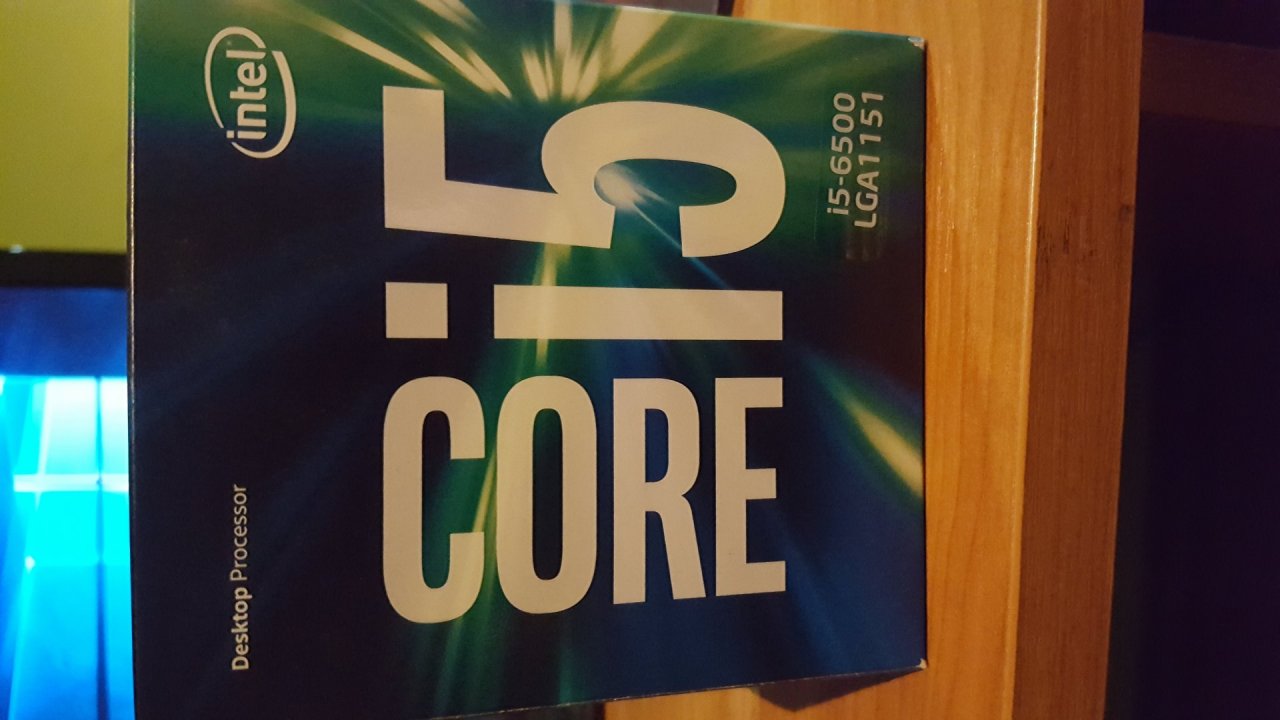 Desktop Processor
intel
CORE i5
i5-6500
LGA1151